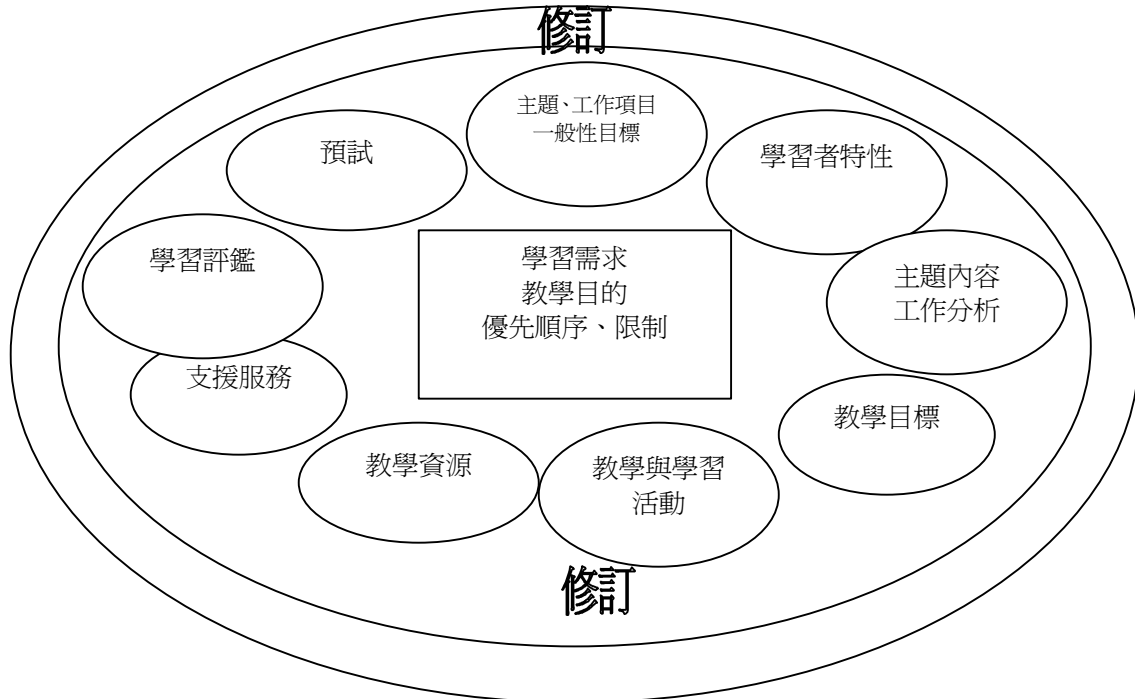 修訂
主題、工作項目
一般性目標
預試
學習者特性
學習評鑑
學習需求
教學目的
優先順序、限制
主題內容
工作分析
支援服務
教學目標
教學資源
教學與學習
活動
修訂